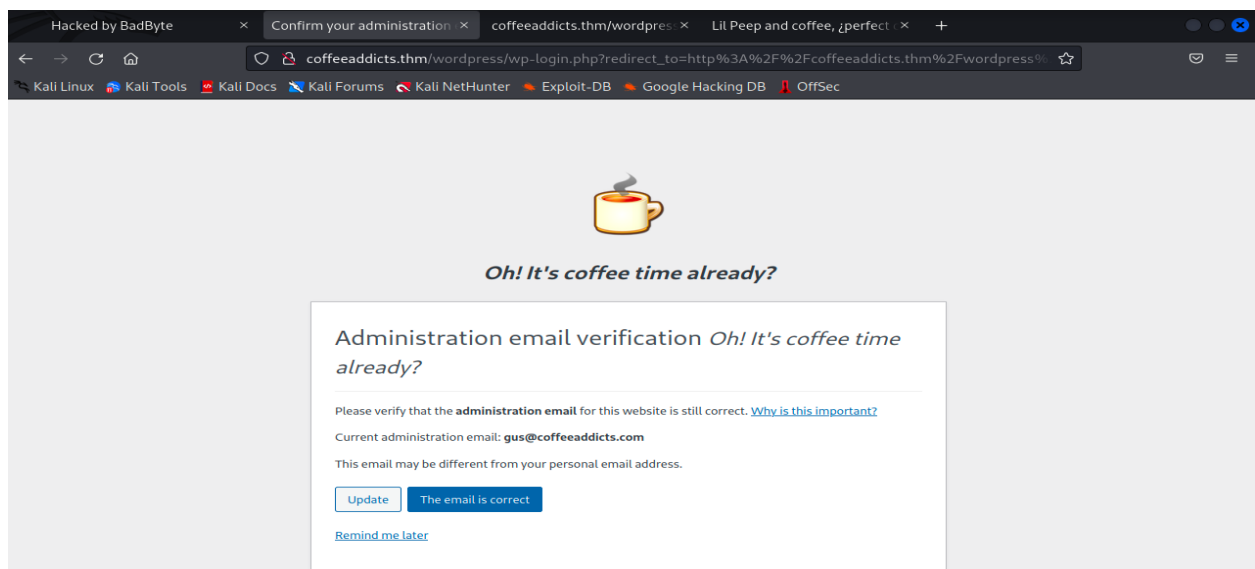 Hacked by BadByte × Confirm your administration × coffeeaddicts.thm/wordpres × Lil Peep and coffee, ¿perfect × +
coffeeaddicts.thm/wordpress/wp-login.php?redirect_to=http%3A%2F%2Fcoffeeaddicts.thm%2Fwordpress%
Kali Linux Kali Tools Kali Docs Kali Forums Kali NetHunter Exploit-DB Google Hacking DB OffSec
Oh! It's coffee time already?
Administration email verification Oh! It's coffee time
already?
Please verify that the administration email for this website is still correct. Why is this important?
Current administration email: gus@coffeeaddicts.com
This email may be different from your personal email address.
Update The email is correct
Remind me later